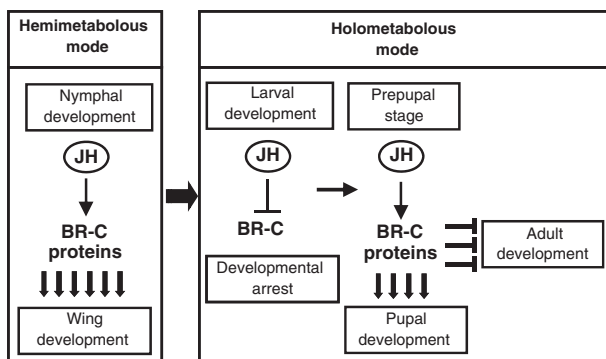 Hemimetabolous
mode
Nymphal
development
JH
BR-C
proteins
Wing
development
Holometabolous
mode
Larval
development
JH
BR-C
Developmental
arrest
Prepupal
stage
JH
BR-C
proteins
Pupal
development
Adult
development